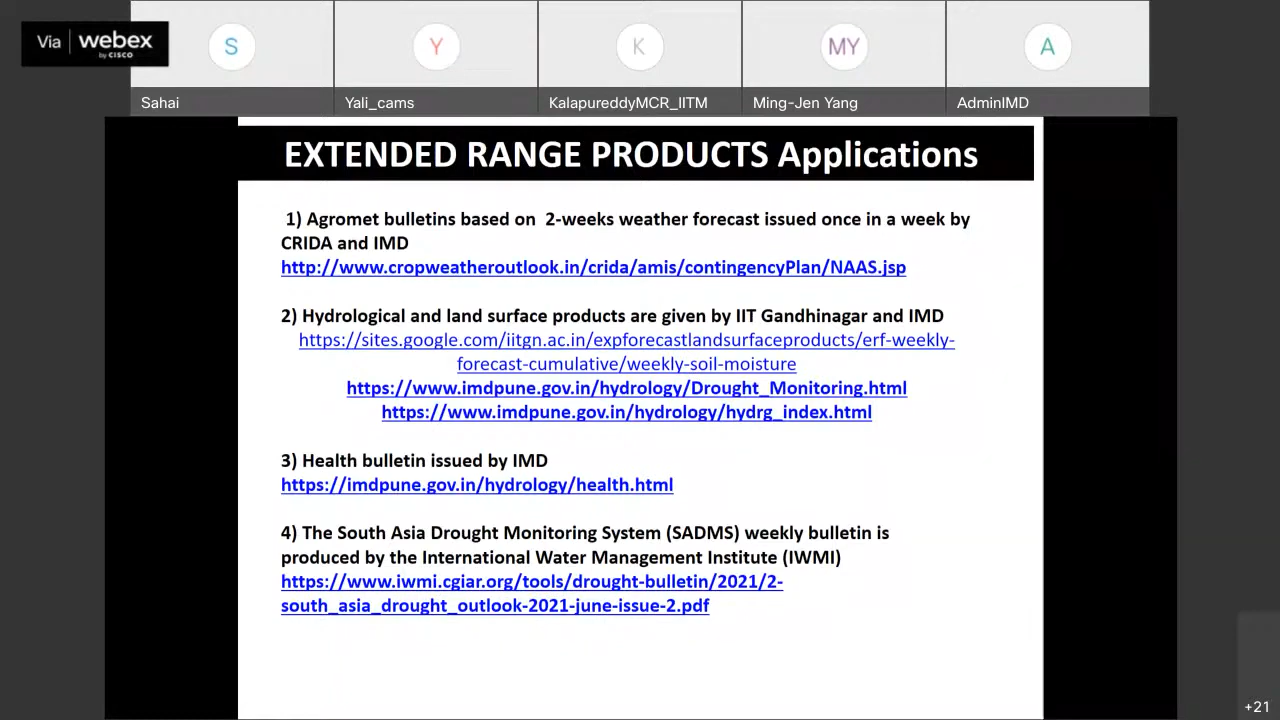 Via webex
by CISCO
S
Y
K
MY
A
Sahai
Yali_cams
KalapureddyMCR_IITM
Ming-Jen Yang
AdminIMD
EXTENDED RANGE PRODUCTS Applications
1) Agromet bulletins based on 2-weeks weather forecast issued once in a week by
CRIDA and IMD
http://www.cropweatheroutlook.in/crida/amis/contingencyPlan/NAAS.jsp
2) Hydrological and land surface products are given by IIT Gandhinagar and IMD
https://sites.google.com/iitgn.ac.in/expforecastlandsurfaceproducts/erf-weekly-
forecast-cumulative/weekly-soil-moisture
https://www.imdpune.gov.in/hydrology/Drought_Monitoring.html
https://www.imdpune.gov.in/hydrology/hydrg_index.html
3) Health bulletin issued by IMD
https://imdpune.gov.in/hydrology/health.html
4) The South Asia Drought Monitoring System (SADMS) weekly bulletin is
produced by the International Water Management Institute (IWMI)
https://www.iwmi.cgiar.org/tools/drought-bulletin/2021/2-
south_asia_drought_outlook-2021-june-issue-2.pdf
+21